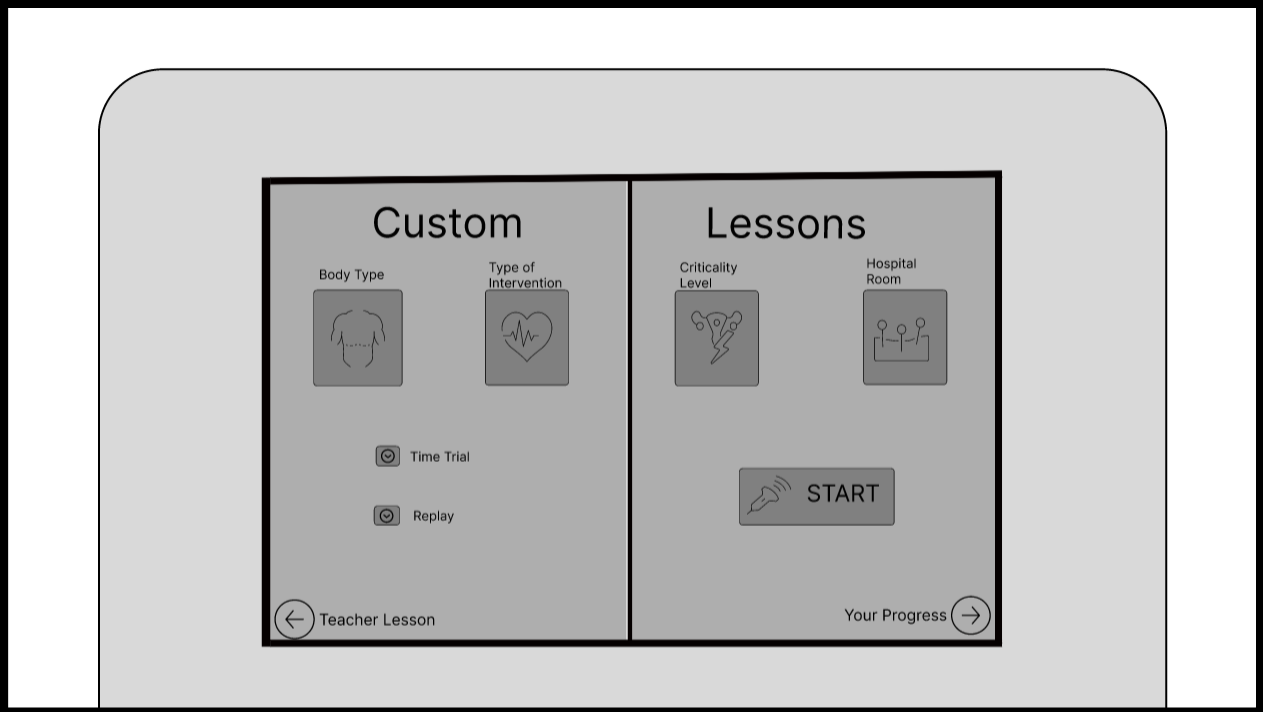 Custom
Lessons
Body Type
Type of
Intervention
Criticality
Level
Hospital
Room
Time Trial
Replay
START
Teacher Lesson
Your Progress